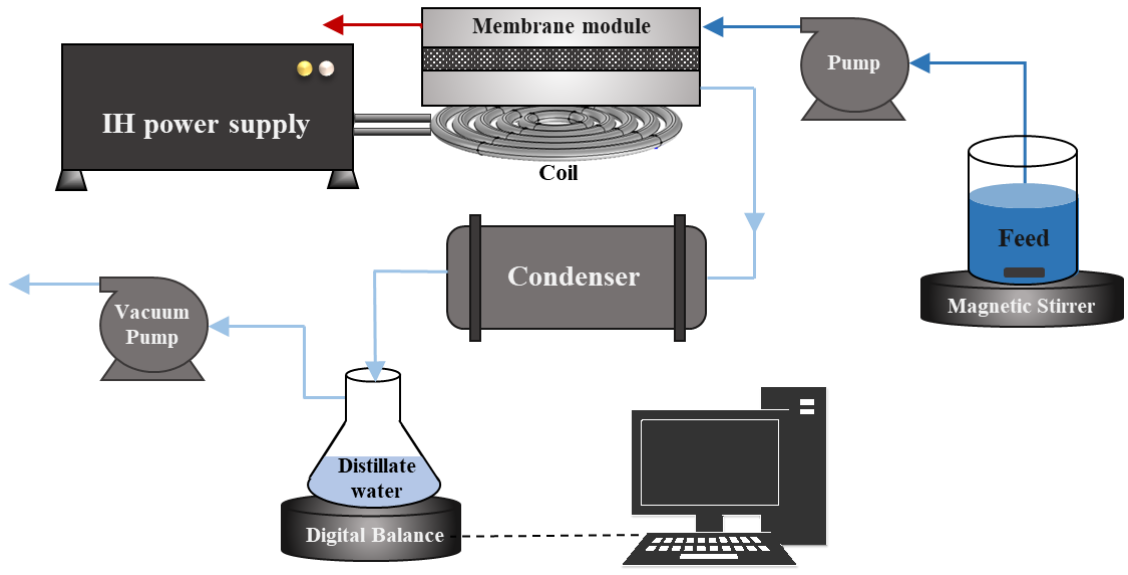 Membrane module
Pump
IH power supply
Coil
Feed
Condenser
Magnetic Stirrer
Vacuum
Pump
Distillate
water
Digital Balance